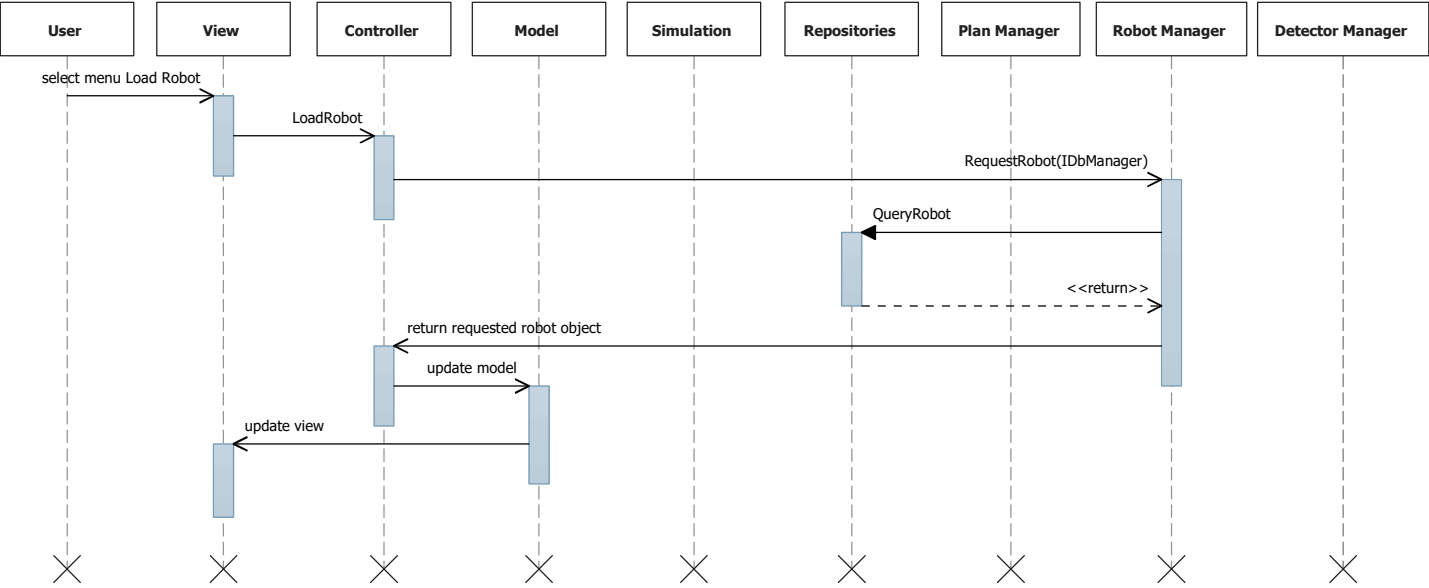 User
View
Controller
Model
Simulation
Repositories
Plan Manager
Robot Manager
Detector Manager
select menu Load Robot
LoadRobot
RequestRobot(IDbManager)
QueryRobot
<<return>>
return requested robot object
update model
update view